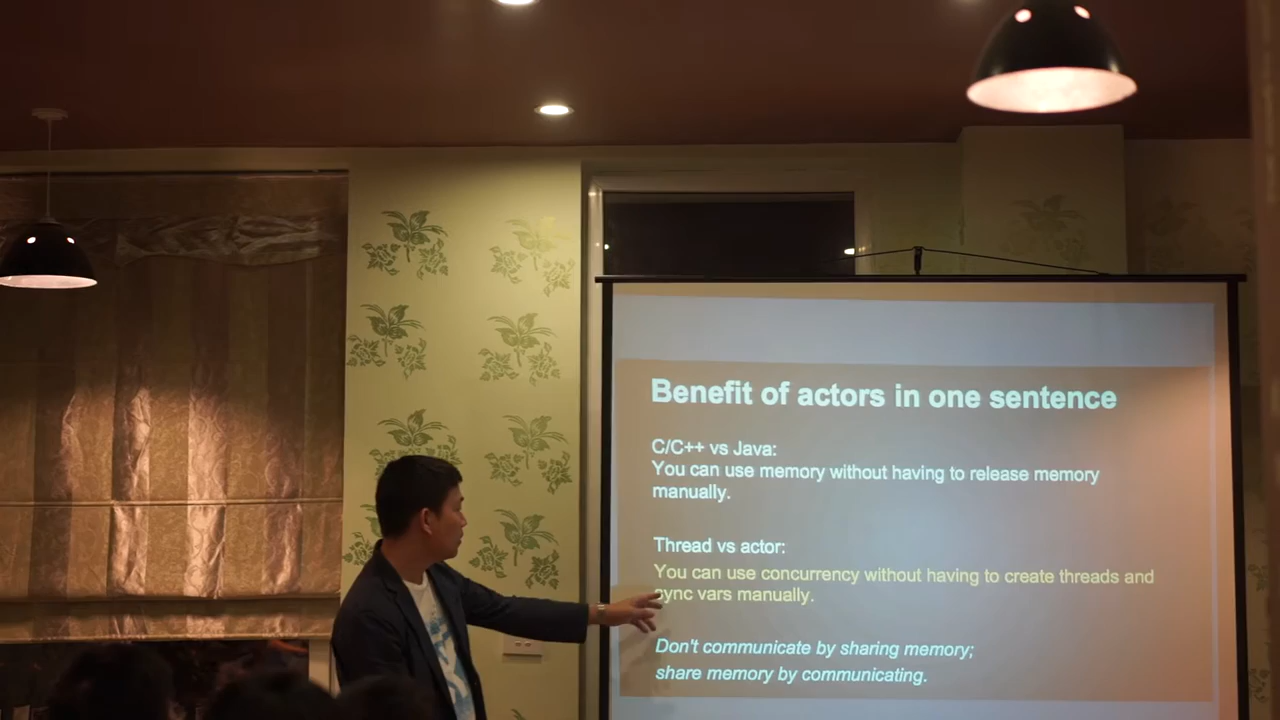 Benefit of actors in one sentence
C/C++ vs Java:
You can use memory without having to release memory
manually.
Thread vs actor:
You can use concurrency without having to create threads and
sync vars manually.
Don't communicate by sharing memory;
share memory by communicating.